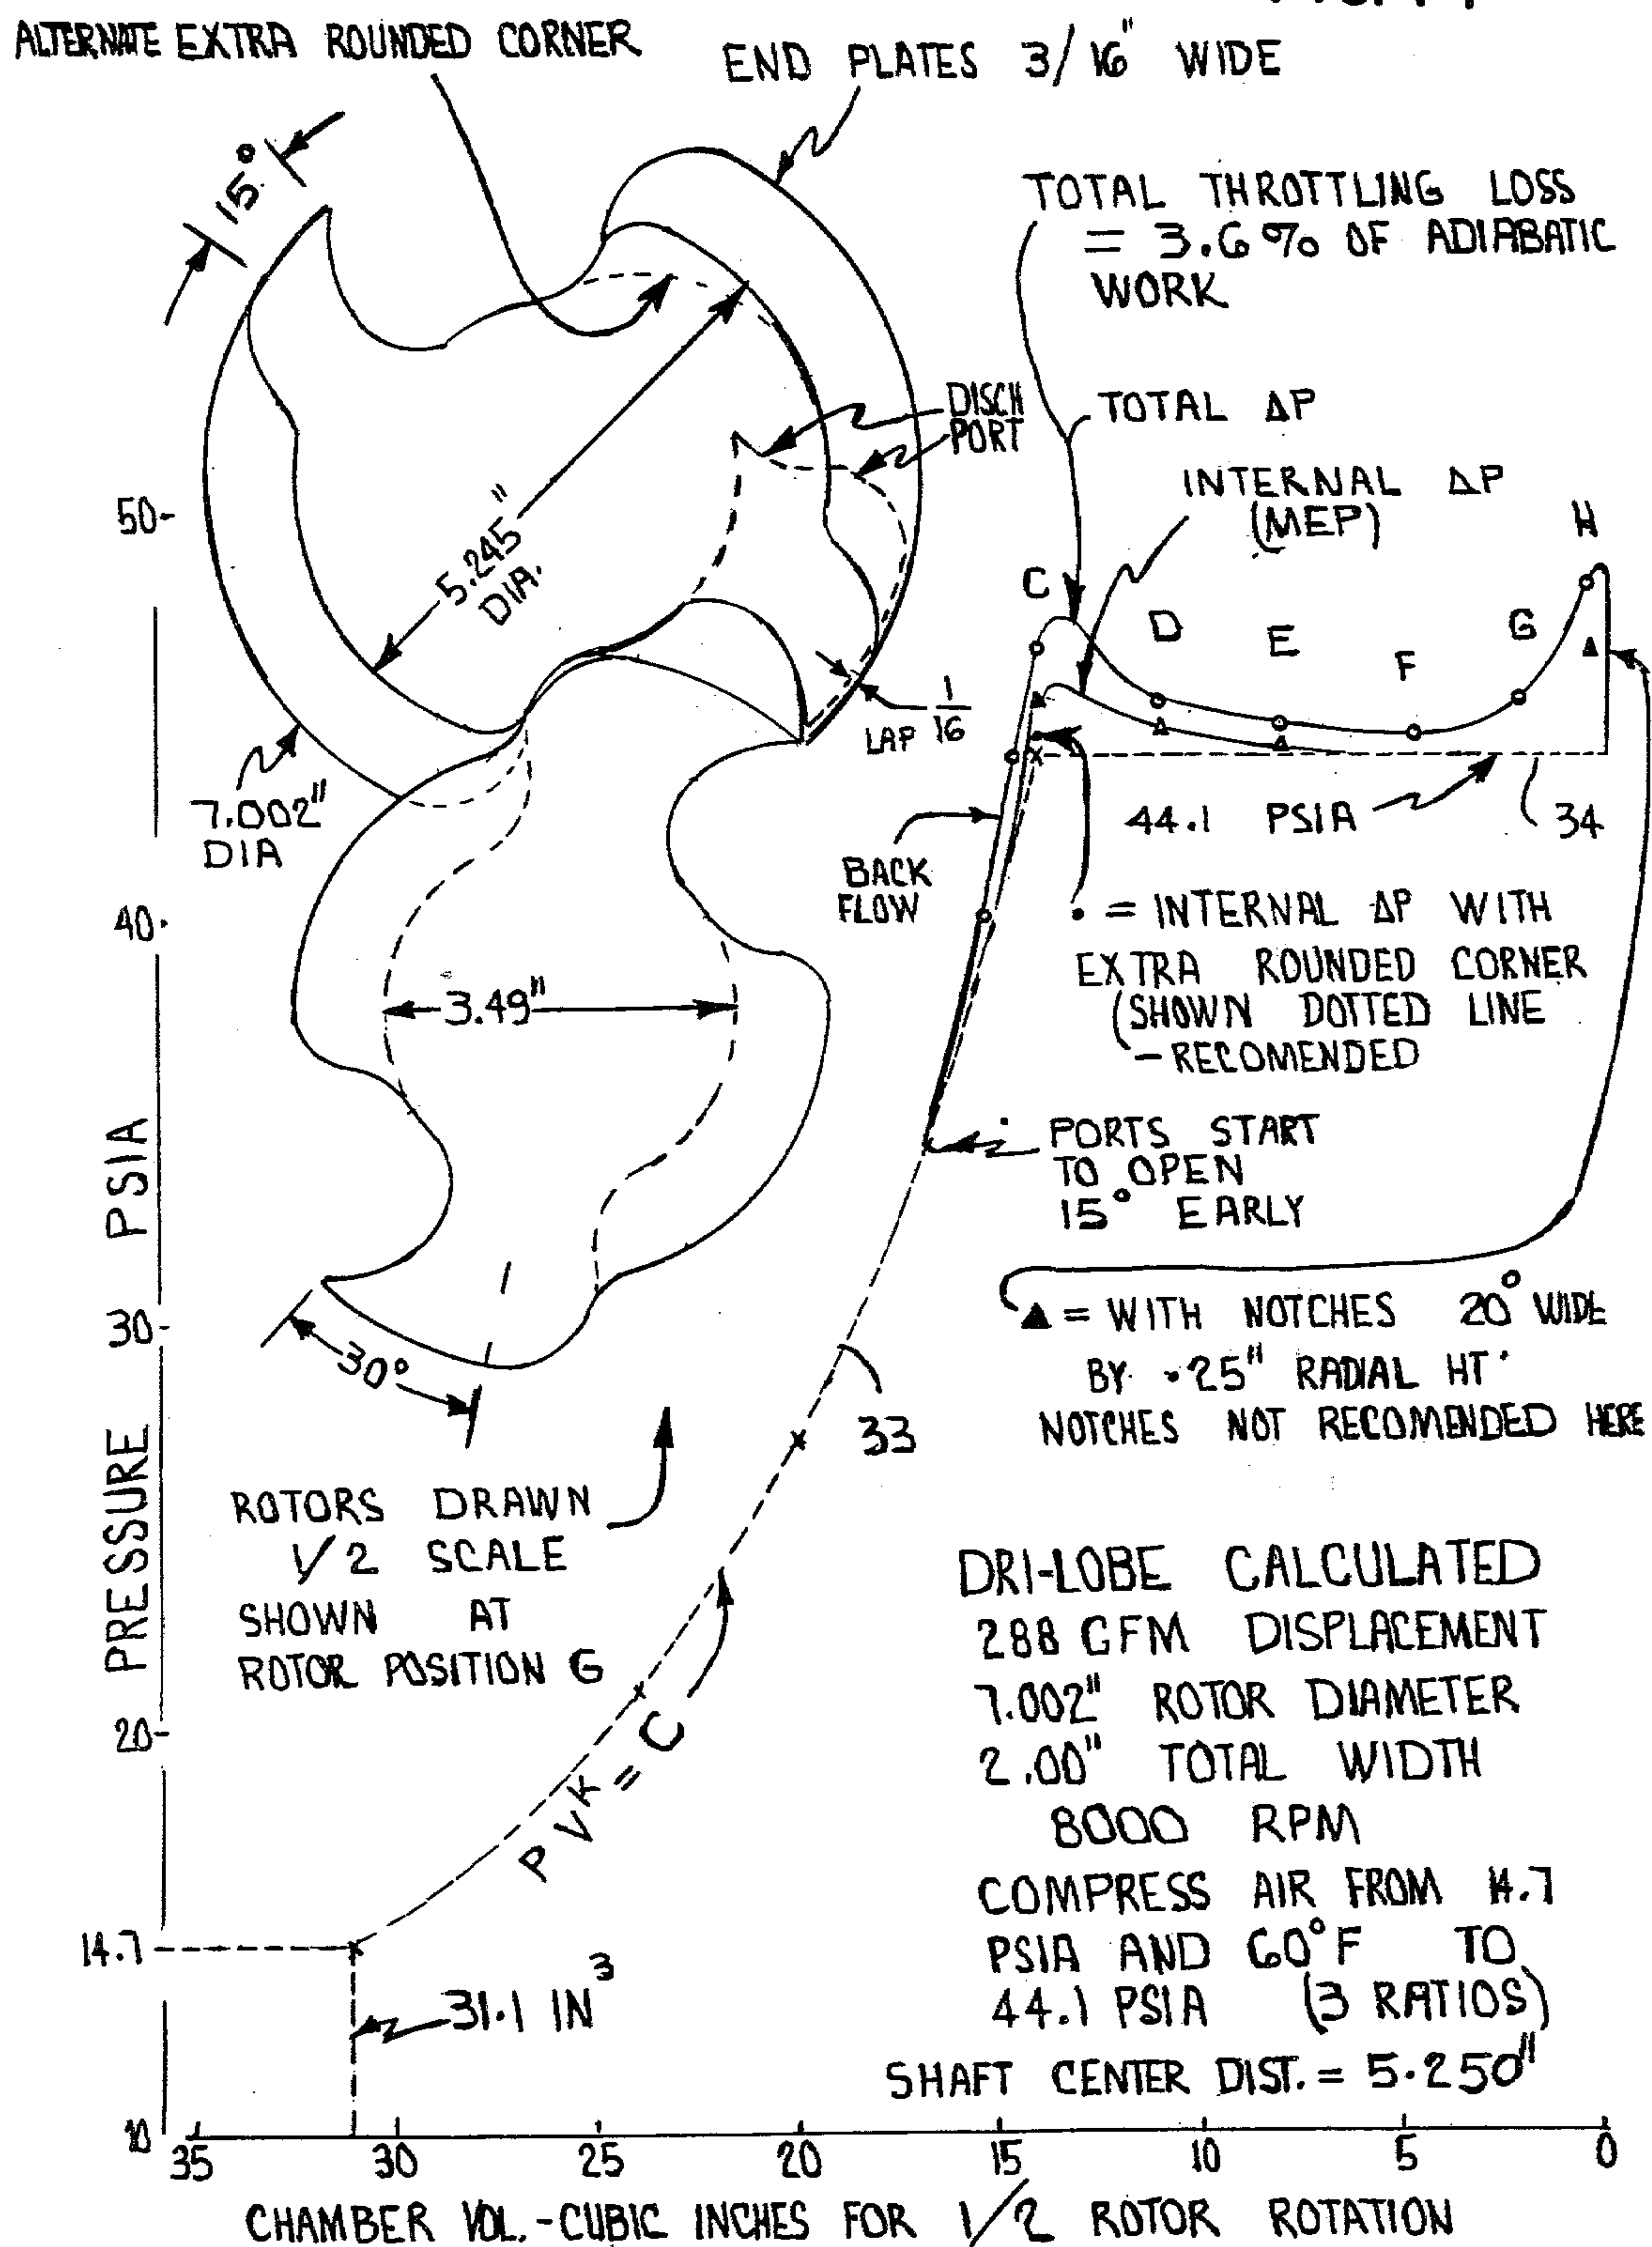 ALTERNATE EXTRA ROUNDED CORNER
END PLATES 3/16" WIDE
15°
TOTAL THROTTLING LOSS
= 3.6% OF ADIABATIC
WORK
DISCH
PORT
TOTAL ΔP
INTERNAL ΔP
(MEP)
50
5.245"
DIA.
C
D
E
F
G
H
LAP 1/16
7.002"
DIA
44.1 PSIA
34
BACK
FLOW
40
• = INTERNAL ΔP WITH
EXTRA ROUNDED CORNER
(SHOWN DOTTED LINE
- RECOMENDED
3.49"
PORTS START
TO OPEN
15° EARLY
▲ = WITH NOTCHES 20° WIDE
BY .25" RADIAL HT.
NOTCHES NOT RECOMENDED HERE
30
30°
33
PRESSURE PSIA
ROTORS DRAWN
1/2 SCALE
SHOWN AT
ROTOR POSITION G
20
PV^K = C
DRI-LOBE CALCULATED
288 CFM DISPLACEMENT
7.002" ROTOR DIAMETER
2.00" TOTAL WIDTH
8000 RPM
COMPRESS AIR FROM 14.7
PSIA AND 60°F TO
44.1 PSIA (3 RATIOS)
SHAFT CENTER DIST. = 5.250"
14.7
31.1 IN³
10
35 30 25 20 15 10 5 0
CHAMBER VOL.-CUBIC INCHES FOR 1/2 ROTOR ROTATION